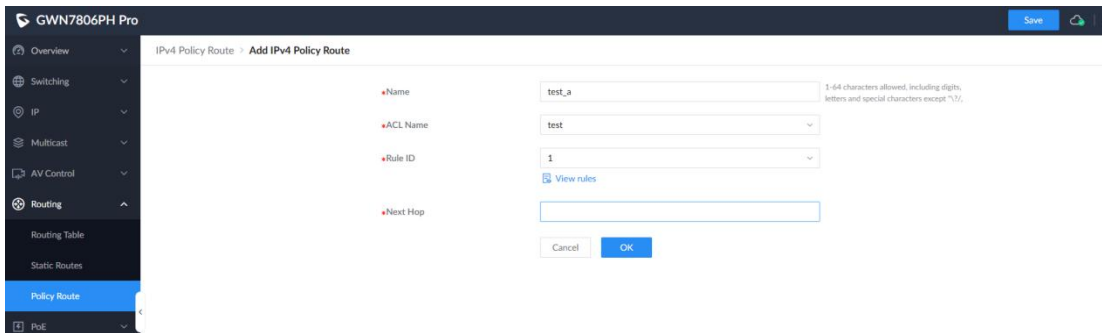 GWN7806PH Pro
Save
Overview
IPv4 Policy Route > Add IPv4 Policy Route
Switching
*Name
test_a
1-64 characters allowed, including digits,
letters and special characters except "\?/,
IP
*ACL Name
test
Multicast
*Rule ID
1
AV Control
View rules
Routing
*Next Hop
Routing Table
Cancel
OK
Static Routes
Policy Route
PoE